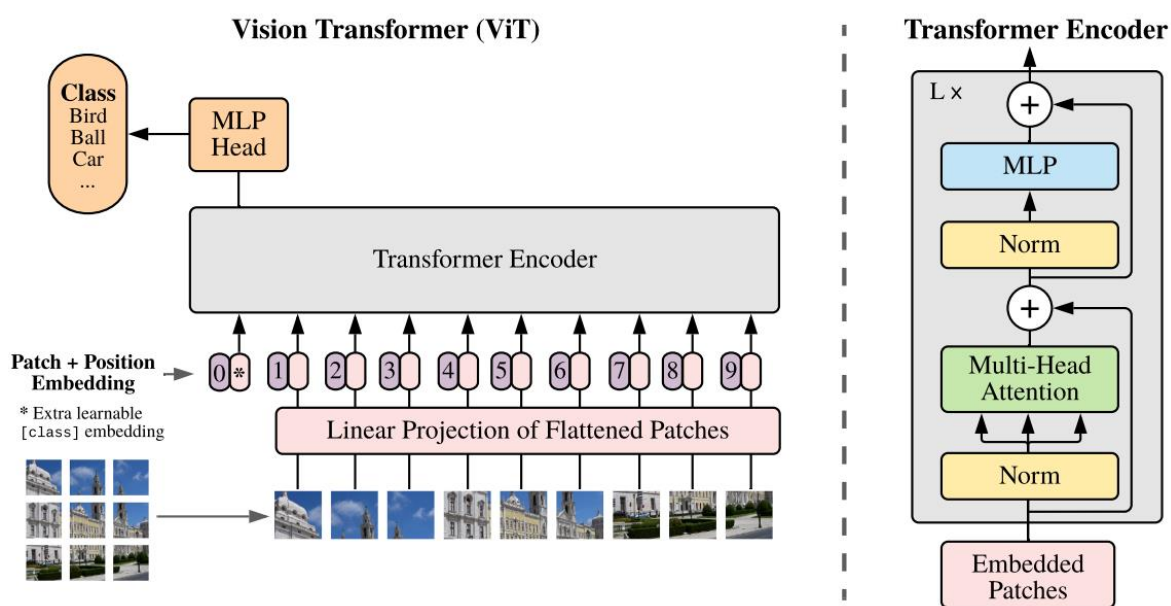 Vision Transformer (ViT)
Class
Bird
Ball
Car
...
MLP
Head
Transformer Encoder
Patch + Position
Embedding
0 * 1 2 3 4 5 6 7 8 9
* Extra learnable
[class] embedding
Linear Projection of Flattened Patches
Transformer Encoder
L ×
+
MLP
Norm
+
Multi-Head
Attention
Norm
Embedded
Patches